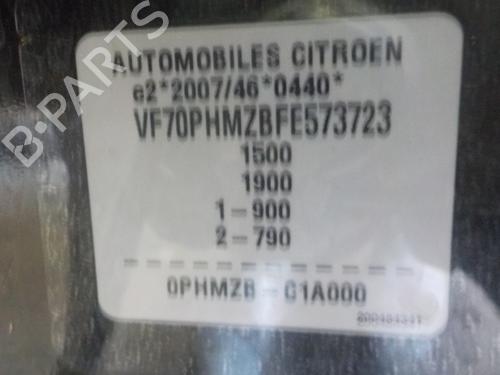 AUTOMOBILES CITROEN
e2*2007/46*0440*
VF70PHMZBFE573723
1500
1900
1-900
2-790
0PHMZB-C1A000
B-PARTS